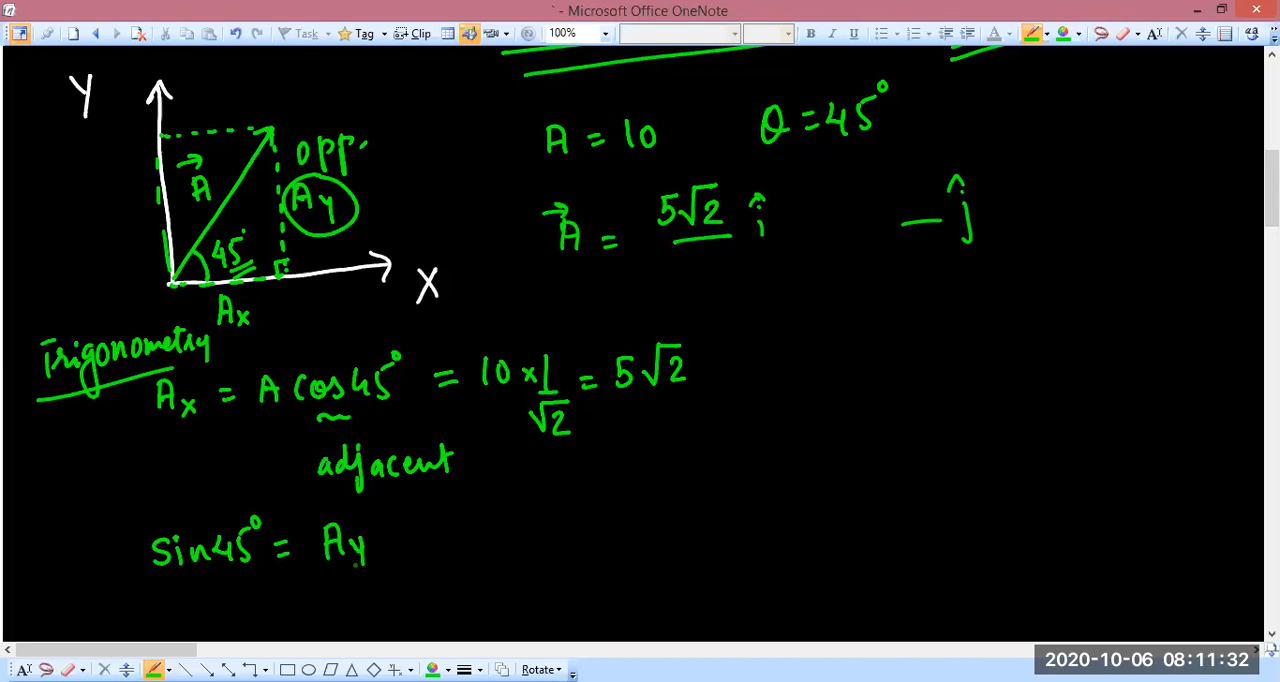 ` - Microsoft Office OneNote
Task
Tag
Clip
100%
B I U
A
Y
A⃗
opp.
Ay
45°
Ax
X
A = 10 θ = 45°
A⃗ = 5√2 î _ ĵ
Trigonometry
Ax = A cos45° = 10 × 1/√2 = 5√2
adjacent
sin45° = Ay
Rotate
2020-10-06 08:11:32